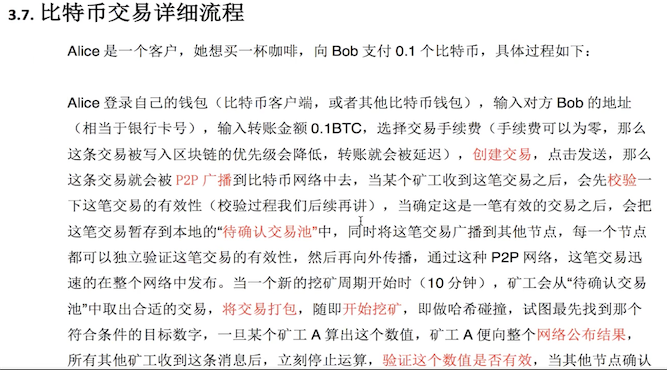 3.7. 比特币交易详细流程
Alice 是一个客户，她想买一杯咖啡，向 Bob 支付 0.1 个比特币，具体过程如下：
Alice 登录自己的钱包（比特币客户端，或者其他比特币钱包），输入对方 Bob 的地址
（相当于银行卡号），输入转账金额 0.1BTC，选择交易手续费（手续费可以为零，那么
这条交易被写入区块链的优先级会降低，转账就会被延迟），创建交易，点击发送，那么
这条交易就会被 P2P 广播到比特币网络中去，当某个矿工收到这笔交易之后，会先校验一
下这笔交易的有效性（校验过程我们后续再讲），当确定这是一笔有效的交易之后，会把
这笔交易暂存到本地的“待确认交易池”中，同时将这笔交易广播到其他节点，每一个节点
都可以独立验证这笔交易的有效性，然后再向外传播，通过这种 P2P 网络，这笔交易迅
速的在整个网络中发布。当一个新的挖矿周期开始时（10 分钟），矿工会从“待确认交易
池”中取出合适的交易，将交易打包，随即开始挖矿，即做哈希碰撞，试图最先找到那个
符合条件的目标数字，一旦某个矿工 A 算出这个数值，矿工 A 便向整个网络公布结果，
所有其他矿工收到这条消息后，立刻停止运算，验证这个数值是否有效，当其他节点确认